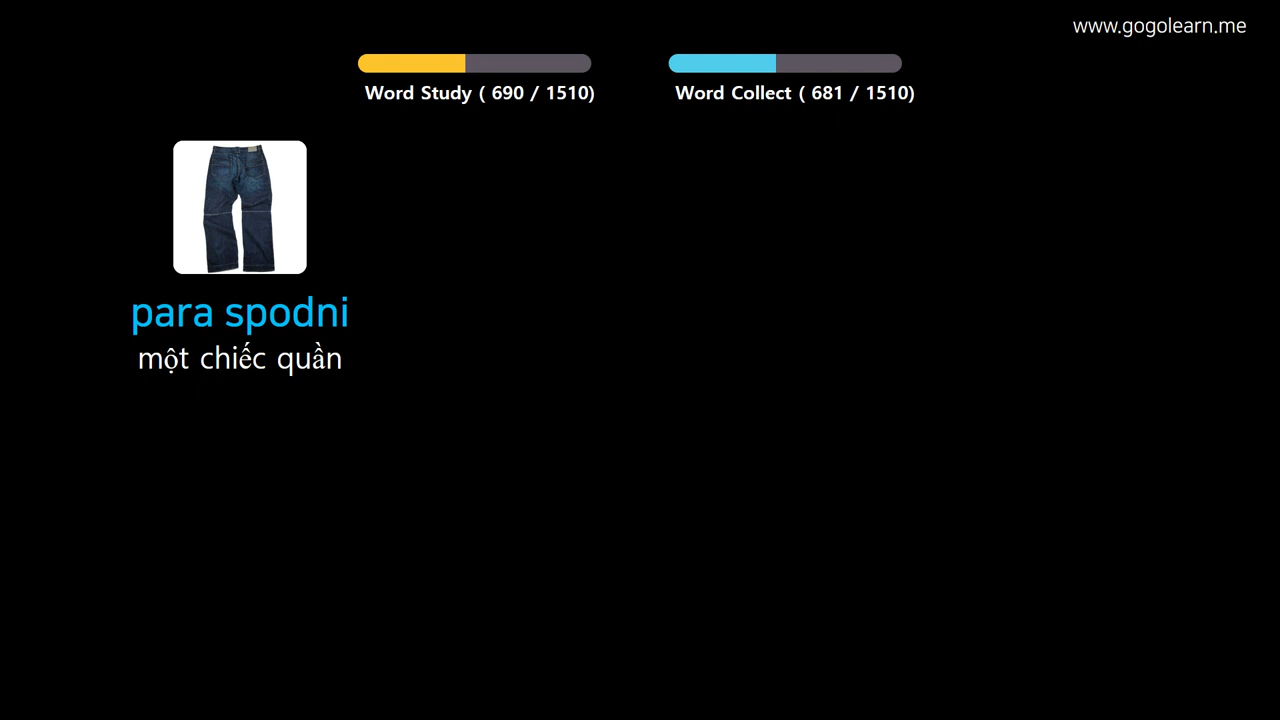 www.gogolearn.me
Word Study ( 690 / 1510)
Word Collect ( 681 / 1510)
para spodni
một chiếc quần